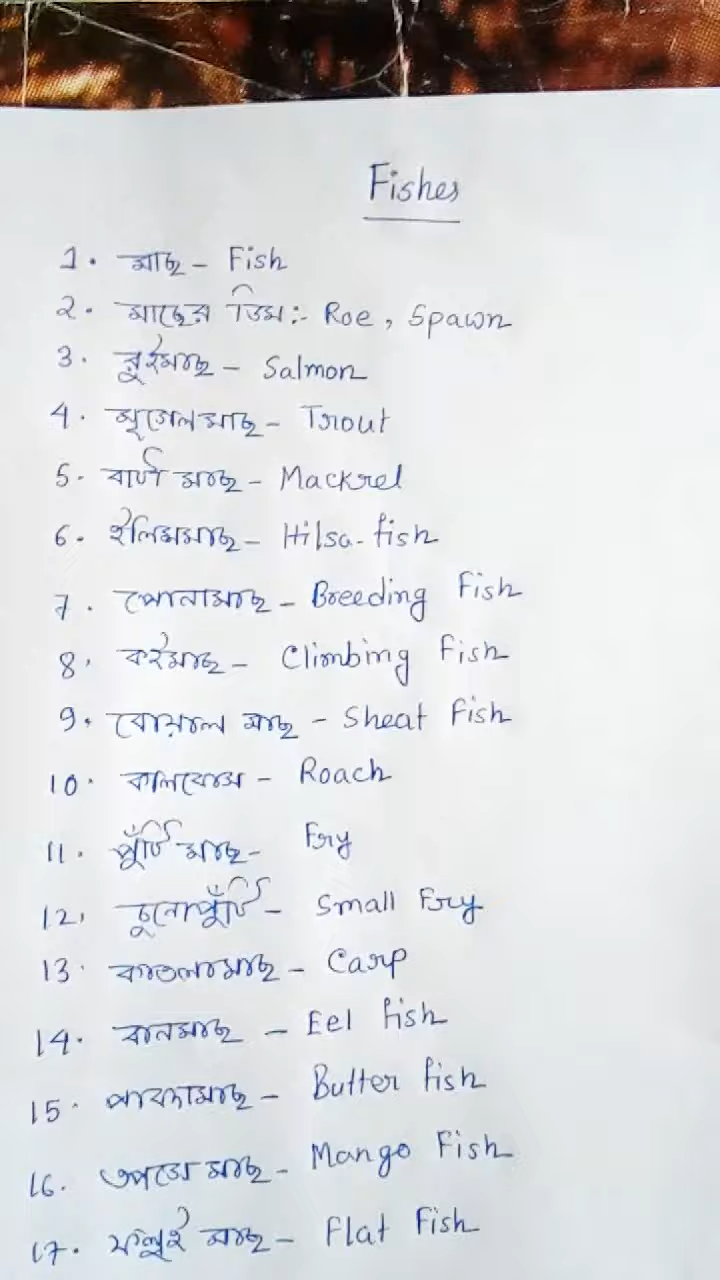 Fishes
1. মাছ - Fish
2. মাছের ডিম :- Roe, Spawn
3. রুইমাছ - Salmon
4. মৃগেলমাছ - Trout
5. বাটা মাছ - Mackrel
6. ইলিশমাছ - Hilsa-fish
7. পোনামাছ - Breeding Fish
8. কইমাছ - Climbing Fish
9. বোয়াল মাছ - Sheat Fish
10. কালবোস - Roach
11. পুঁটি মাছ - Fry
12. চুনোপুঁটি - Small Fry
13. কাতলামাছ - Carp
14. বানমাছ - Eel fish
15. পাবদামাছ - Butter fish
16. তপসে মাছ - Mango Fish
17. ফলুই মাছ - Flat Fish